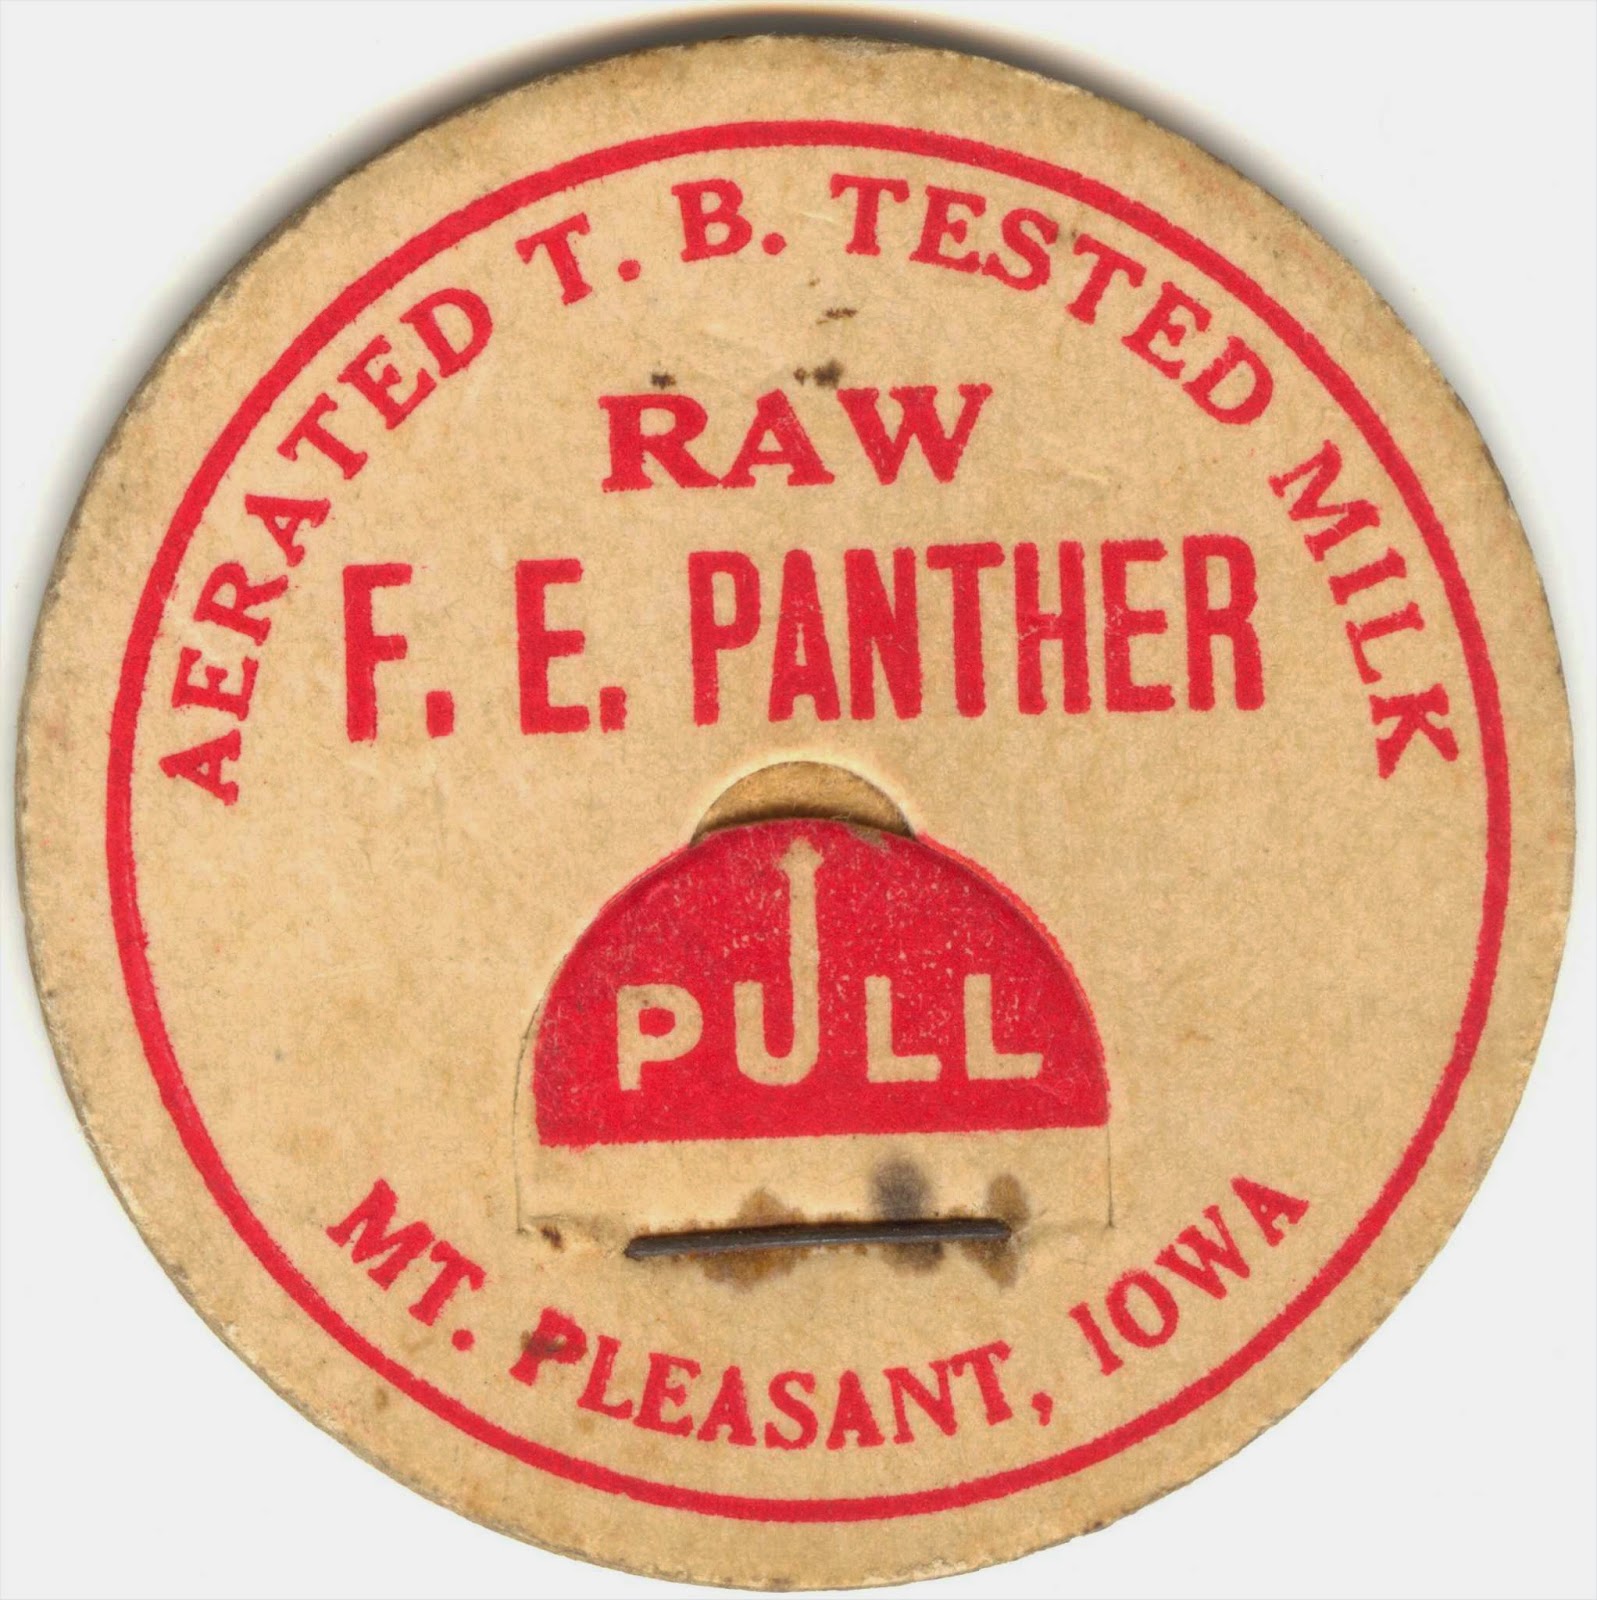 AERATED T. B. TESTED MILK
RAW
F. E. PANTHER
PULL
MT. PLEASANT, IOWA